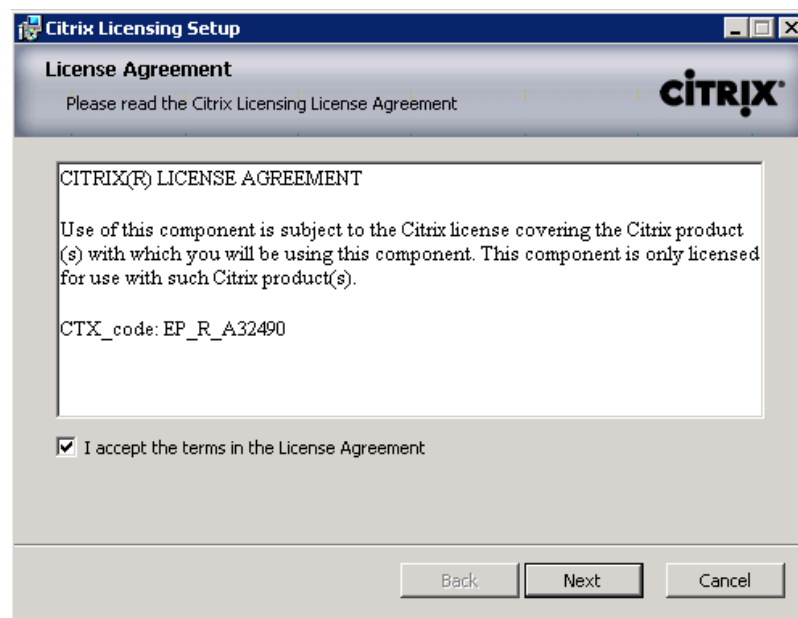 Citrix Licensing Setup
License Agreement
Please read the Citrix Licensing License Agreement
CİTRIX
CITRIX(R) LICENSE AGREEMENT
Use of this component is subject to the Citrix license covering the Citrix product
(s) with which you will be using this component. This component is only licensed
for use with such Citrix product(s).
CTX_code: EP_R_A32490
I accept the terms in the License Agreement
Back Next Cancel